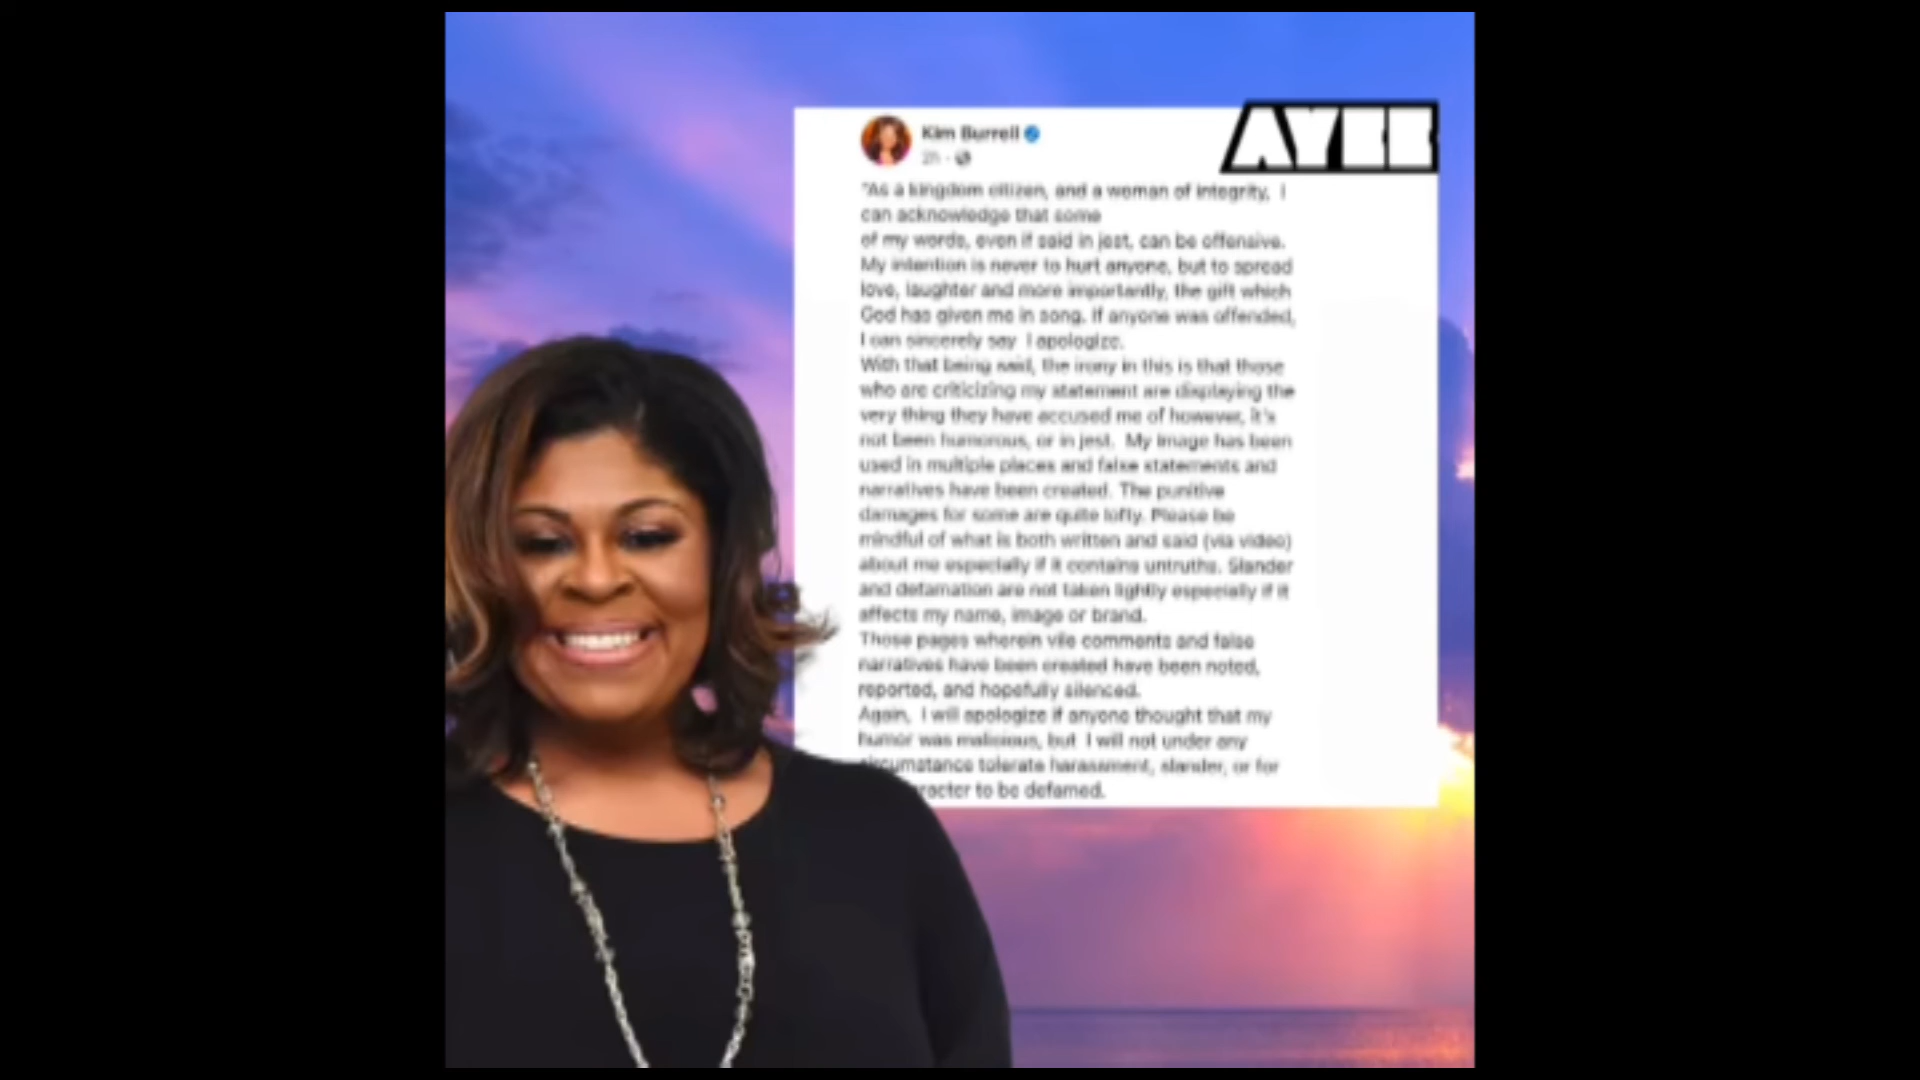 AYEE
Kim Burrell
2h
"As a kingdom citizen, and a woman of integrity, I
can acknowledge that some
of my words, even if said in jest, can be offensive.
My intention is never to hurt anyone, but to spread
love, laughter and more importantly, the gift which
God has given me in song. If anyone was offended,
I can sincerely say I apologize.
With that being said, the irony in this is that those
who are criticizing my statement are displaying the
very thing they have accused me of however, it's
not been humorous, or in jest. My image has been
used in multiple places and false statements and
narratives have been created. The punitive
damages for some are quite lofty. Please be
mindful of what is both written and said (via video)
about me especially if it contains untruths. Slander
and defamation are not taken lightly especially if it
affects my name, image or brand.
Those pages wherein vile comments and false
narratives have been created have been noted,
reported, and hopefully silenced.
Again, I will apologize if anyone thought that my
humor was malicious, but I will not under any
circumstance tolerate harassment, slander, or for
racter to be defamed.